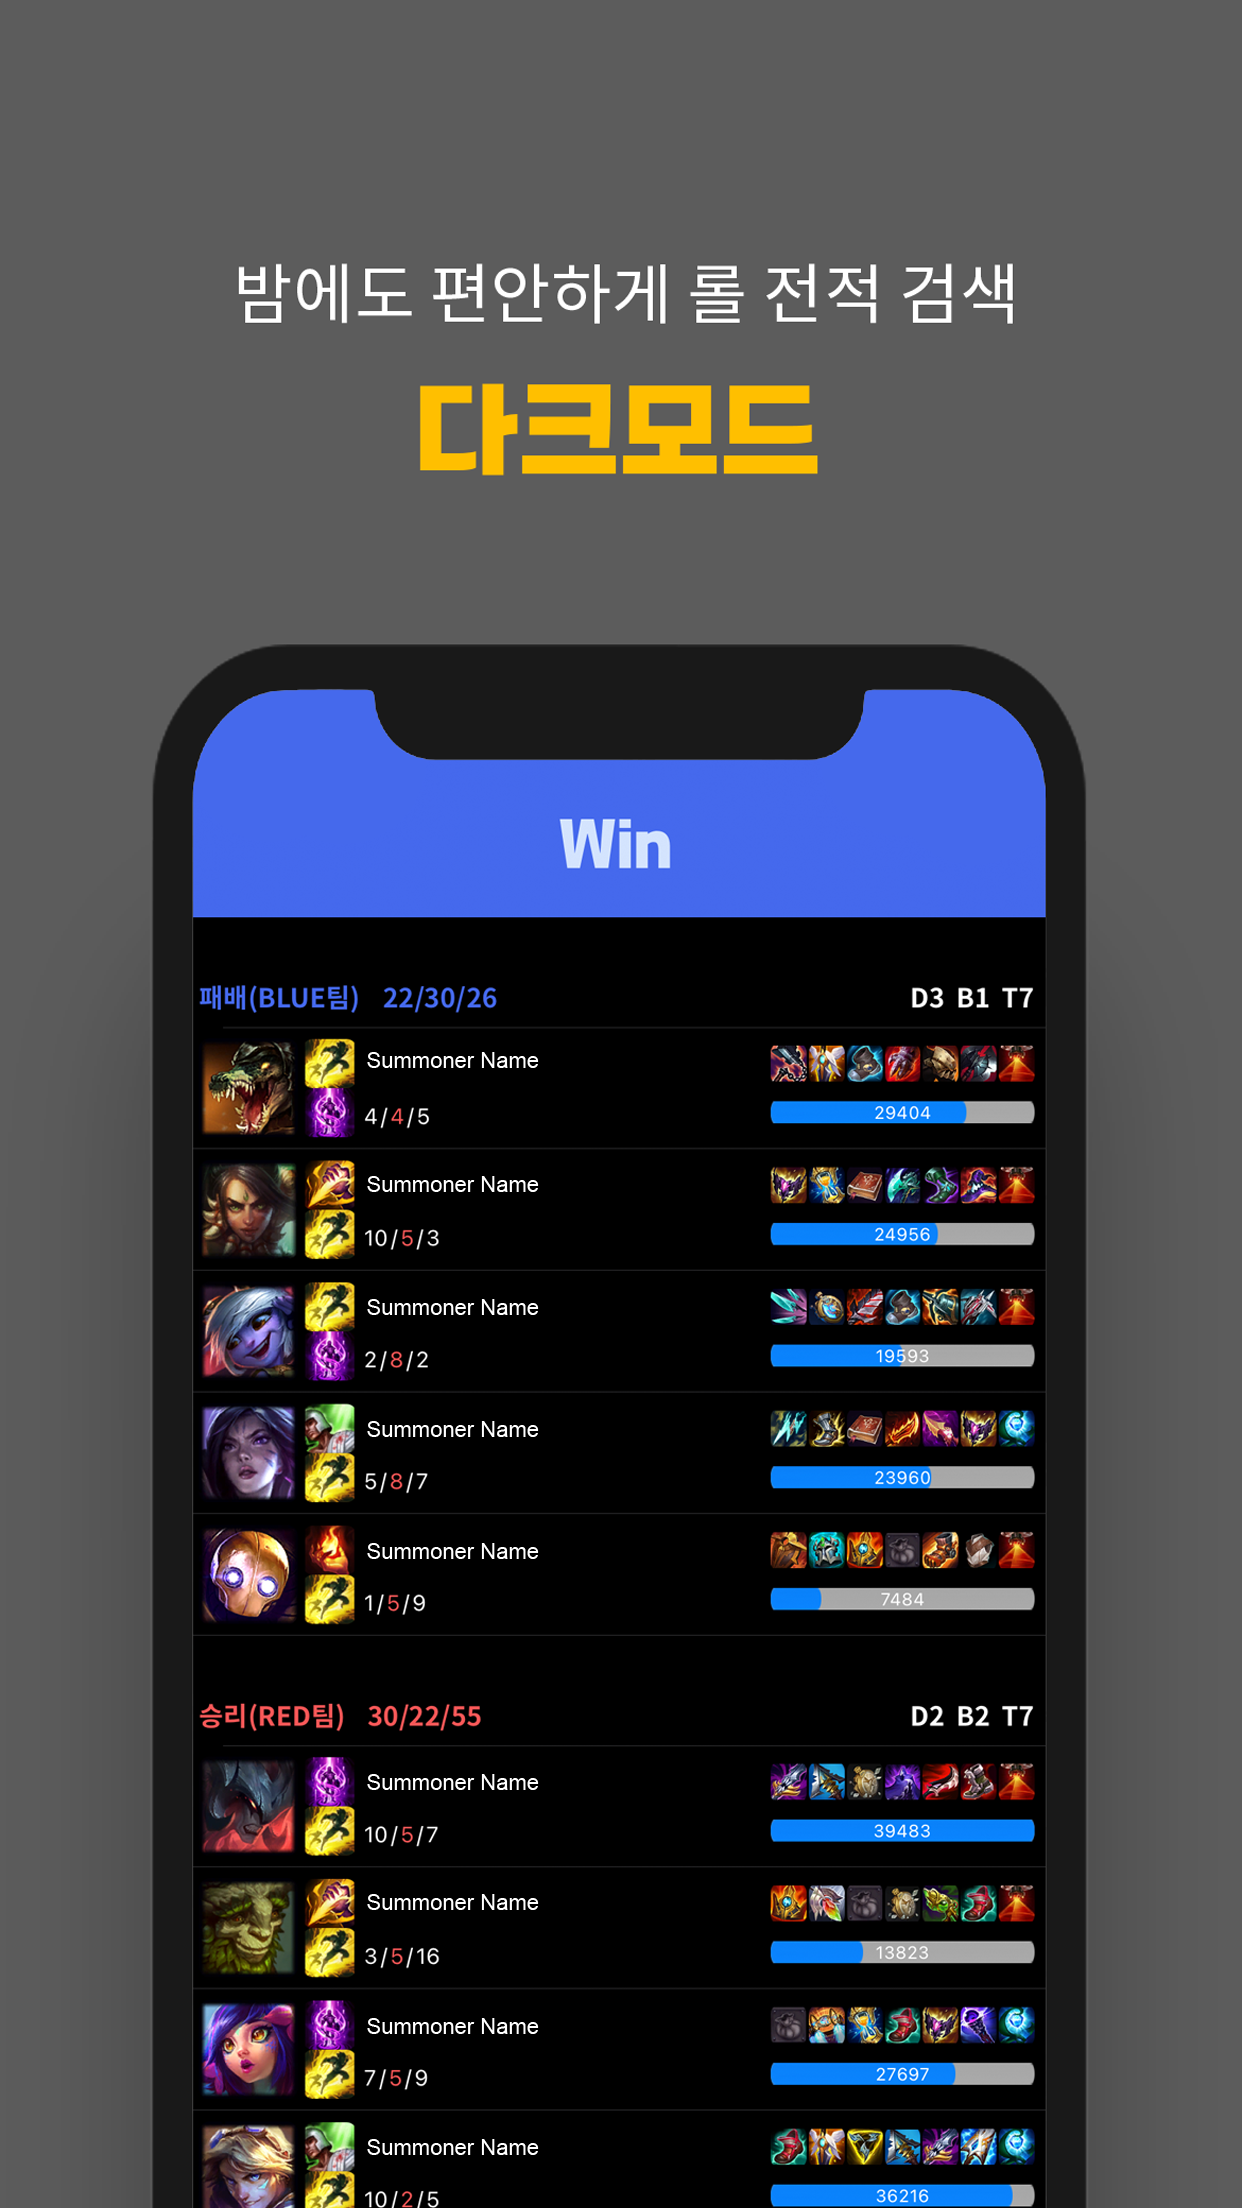 밤에도 편안하게 롤 전적 검색
다크모드
Win
패배(BLUE팀) 22/30/26 D3 B1 T7
Summoner Name
4/4/5 29404
Summoner Name
10/5/3 24956
Summoner Name
2/8/2 19593
Summoner Name
5/8/7 23960
Summoner Name
1/5/9 7484
승리(RED팀) 30/22/55 D2 B2 T7
Summoner Name
10/5/7 39483
Summoner Name
3/5/16 13823
Summoner Name
7/5/9 27697
Summoner Name
10/2/5 36216